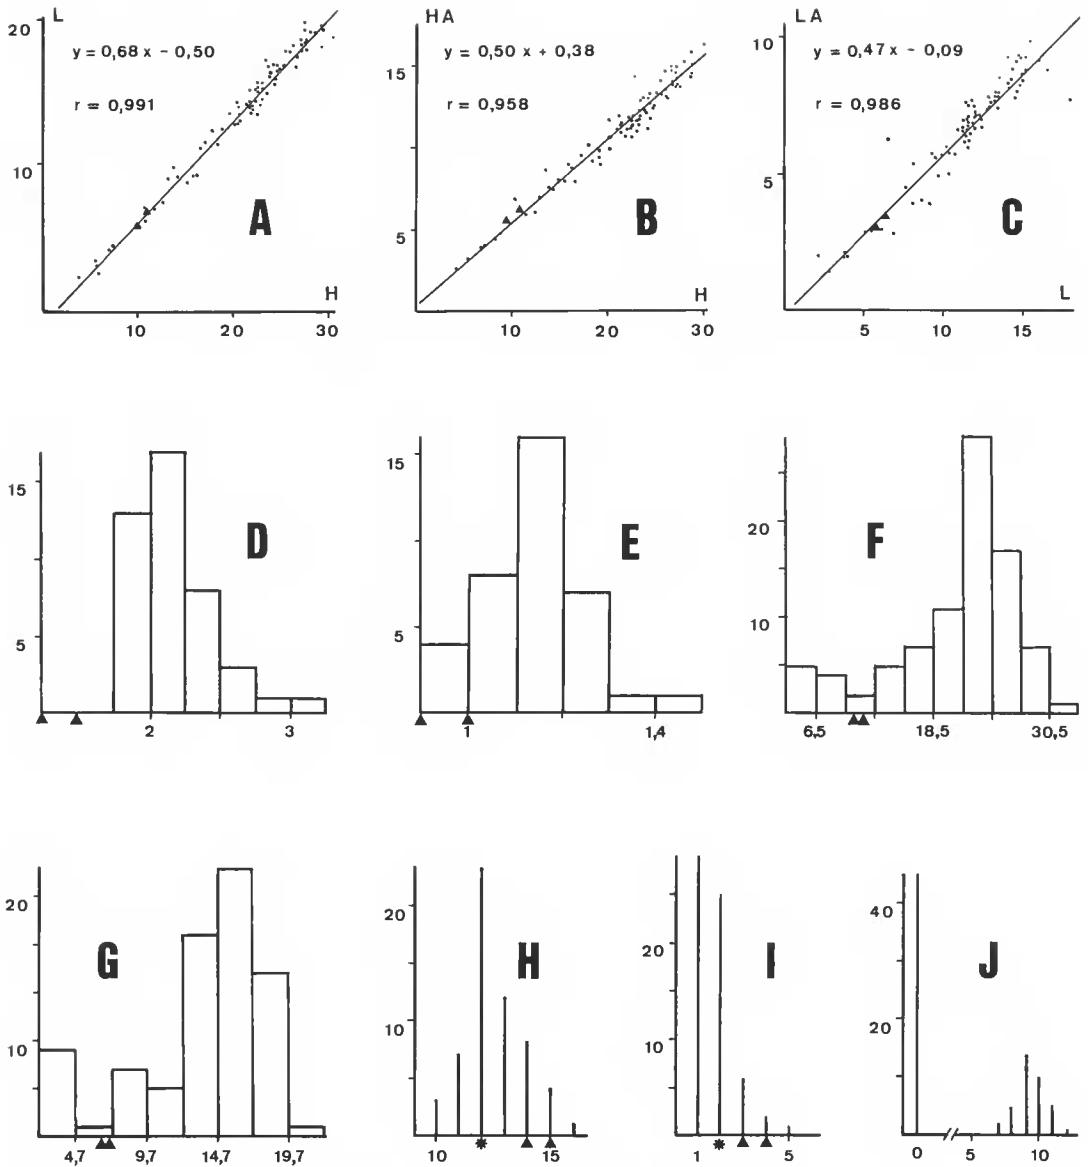 L
20
y = 0,68 x − 0,50
r = 0,991
10
A
H
10 20 30
HA
15
y = 0,50 x + 0,38
r = 0,958
5
B
H
10 20 30
LA
10
y = 0,47 x − 0,09
r = 0,986
5
C
L
5 10 15
15
D
5
2 3
15
E
5
1 1,4
F
20
10
6,5 18,5 30,5
20
G
10
4,7 9,7 14,7 19,7
20
H
10
10 15
20
I
10
1 5
40
J
20
0 5 10